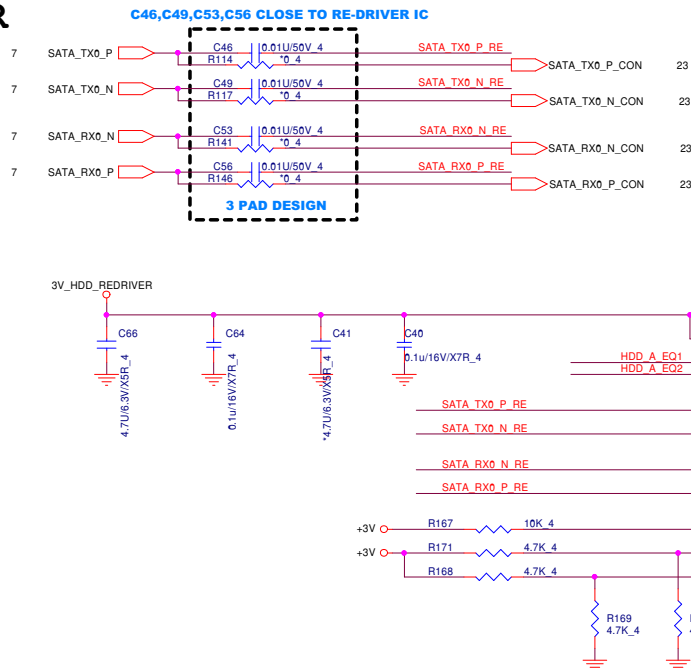 R
C46,C49,C53,C56 CLOSE TO RE-DRIVER IC
7 SATA_TX0_P C46 0.01U/50V_4 SATA_TX0_P_RE
R114 *0_4 SATA_TX0_P_CON 23
7 SATA_TX0_N C49 0.01U/50V_4 SATA_TX0_N_RE
R117 *0_4 SATA_TX0_N_CON 23
7 SATA_RX0_N C53 0.01U/50V_4 SATA_RX0_N_RE
R141 *0_4 SATA_RX0_N_CON 23
7 SATA_RX0_P C56 0.01U/50V_4 SATA_RX0_P_RE
R146 *0_4 SATA_RX0_P_CON 23
3 PAD DESIGN
3V_HDD_REDRIVER
C66 C64 C41 C40
4.7U/6.3V/X5R_4 0.1u/16V/X7R_4 *4.7U/6.3V/X5R_4 0.1u/16V/X7R_4
HDD_A_EQ1
HDD_A_EQ2
SATA_TX0_P_RE
SATA_TX0_N_RE
SATA_RX0_N_RE
SATA_RX0_P_RE
+3V R167 10K_4
+3V R171 4.7K_4
R168 4.7K_4
R169
4.7K_4